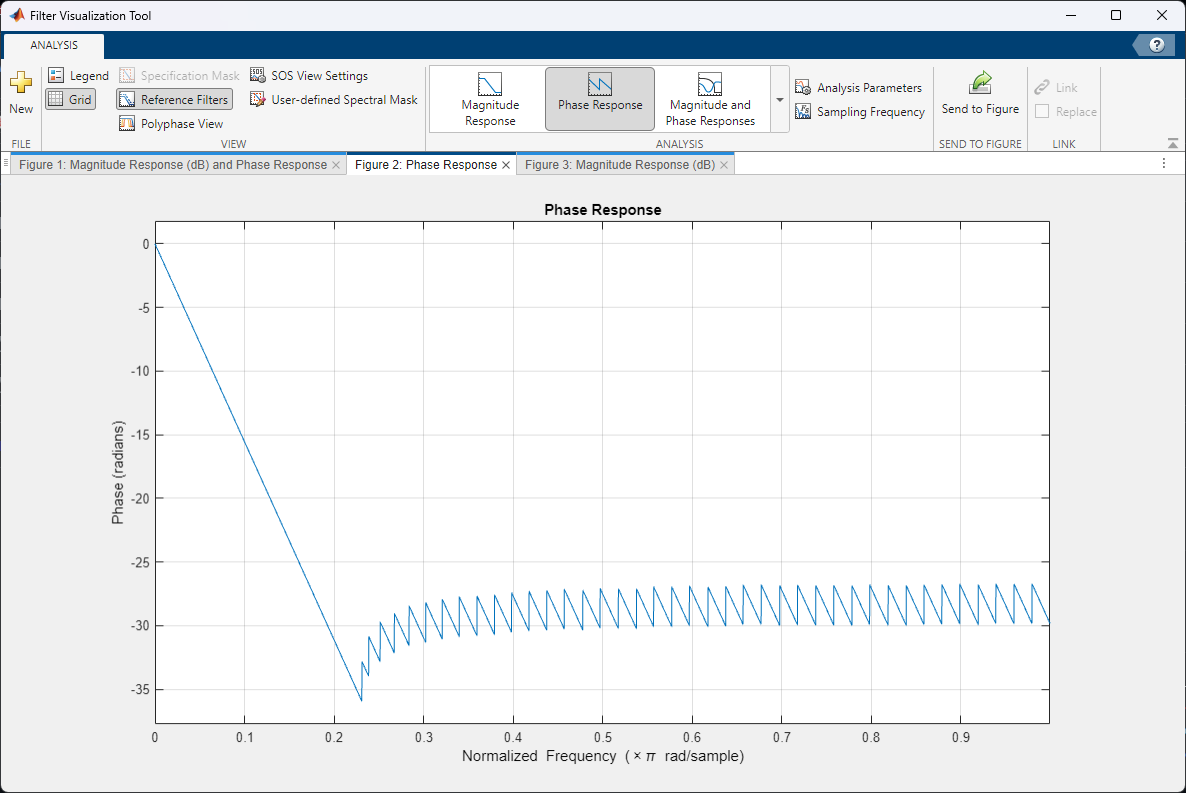 Filter Visualization Tool
ANALYSIS
?
New
Legend
Grid
Specification Mask
Reference Filters
Polyphase View
SOS View Settings
User-defined Spectral Mask
Magnitude
Response
Phase Response
Magnitude and
Phase Responses
Analysis Parameters
Sampling Frequency
Send to Figure
Link
Replace
FILE
VIEW
ANALYSIS
SEND TO FIGURE
LINK
Figure 1: Magnitude Response (dB) and Phase Response
Figure 2: Phase Response
Figure 3: Magnitude Response (dB)
Phase Response
0
-5
-10
-15
-20
-25
-30
-35
Phase (radians)
0 0.1 0.2 0.3 0.4 0.5 0.6 0.7 0.8 0.9
Normalized Frequency (×π rad/sample)